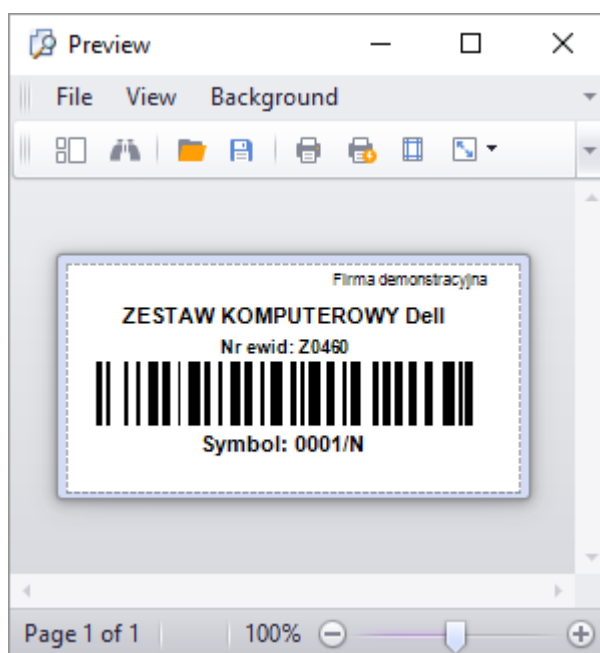 Preview
File View Background
Firma demonstracyjna
ZESTAW KOMPUTEROWY Dell
Nr ewid: Z0460
Symbol: 0001/N
Page 1 of 1 100%